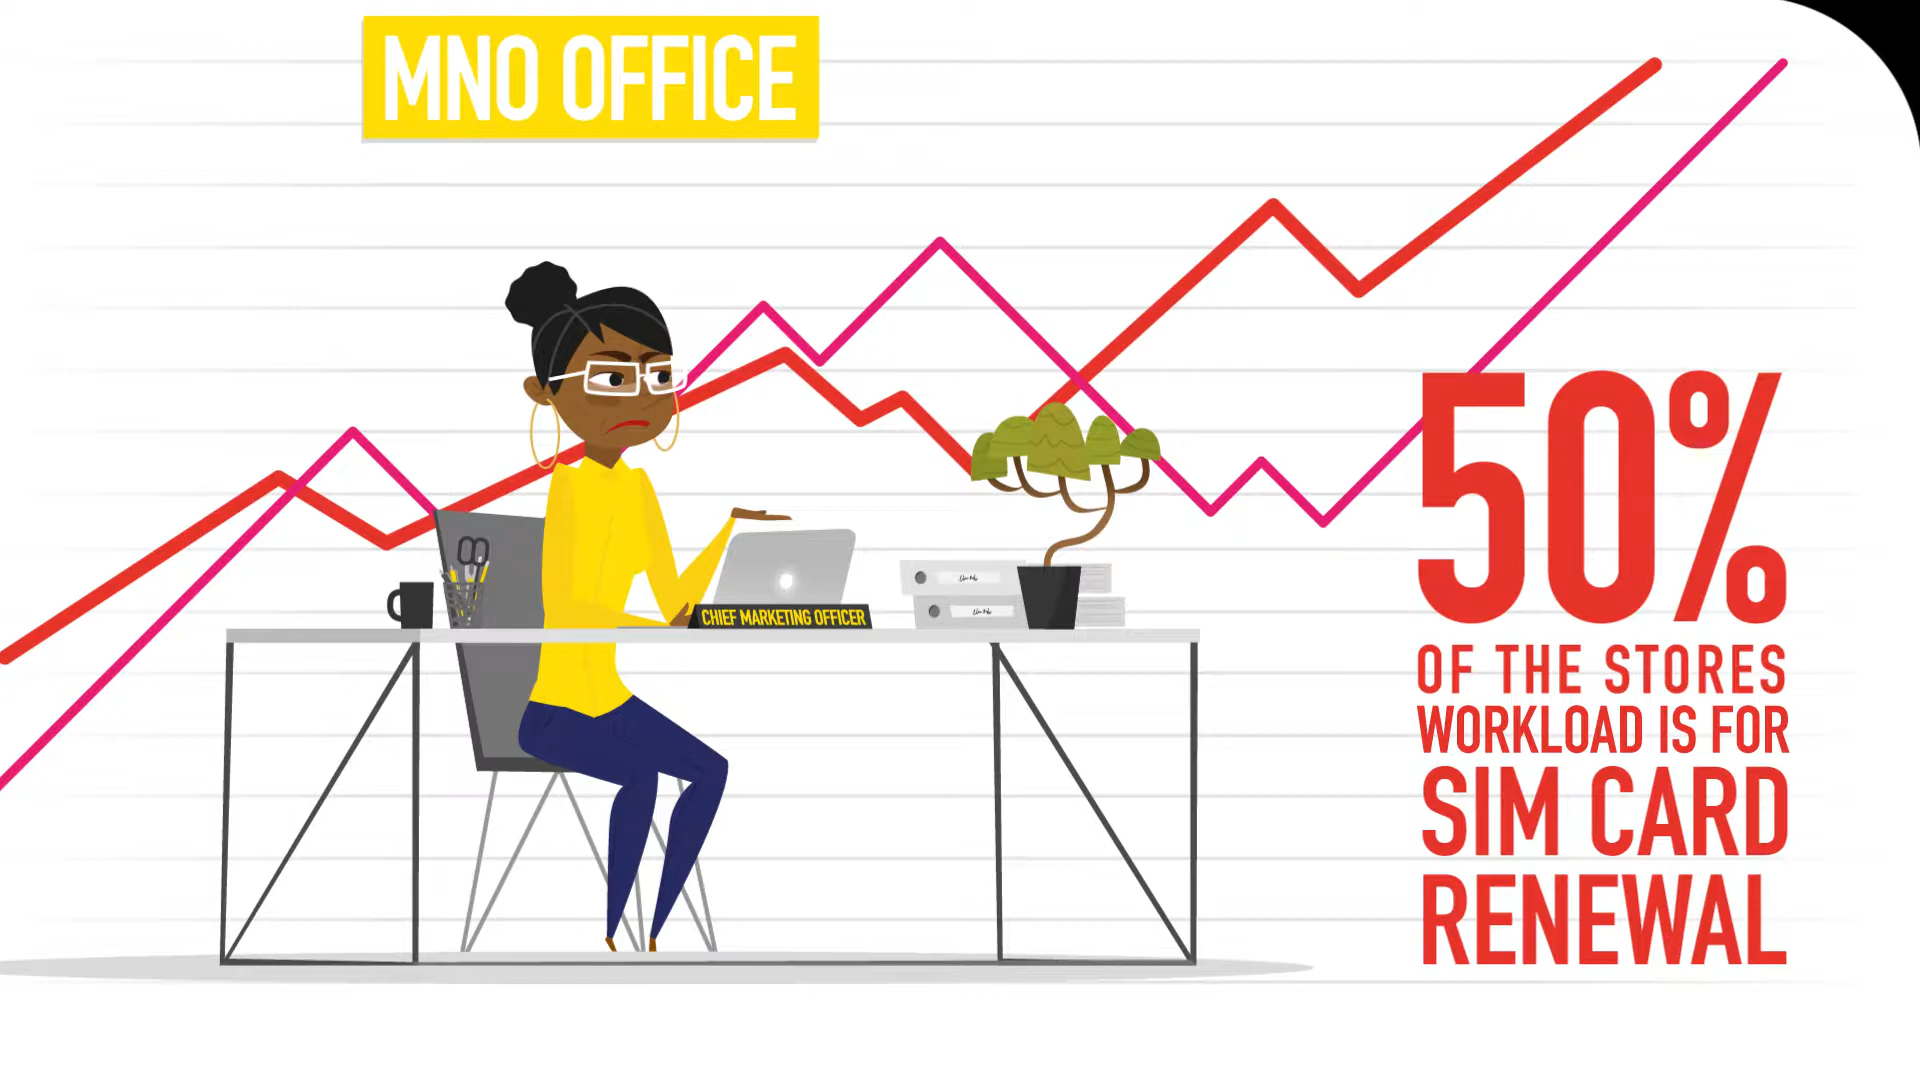 MNO OFFICE
50%
OF THE STORES
WORKLOAD IS FOR
SIM CARD
RENEWAL
CHIEF MARKETING OFFICER